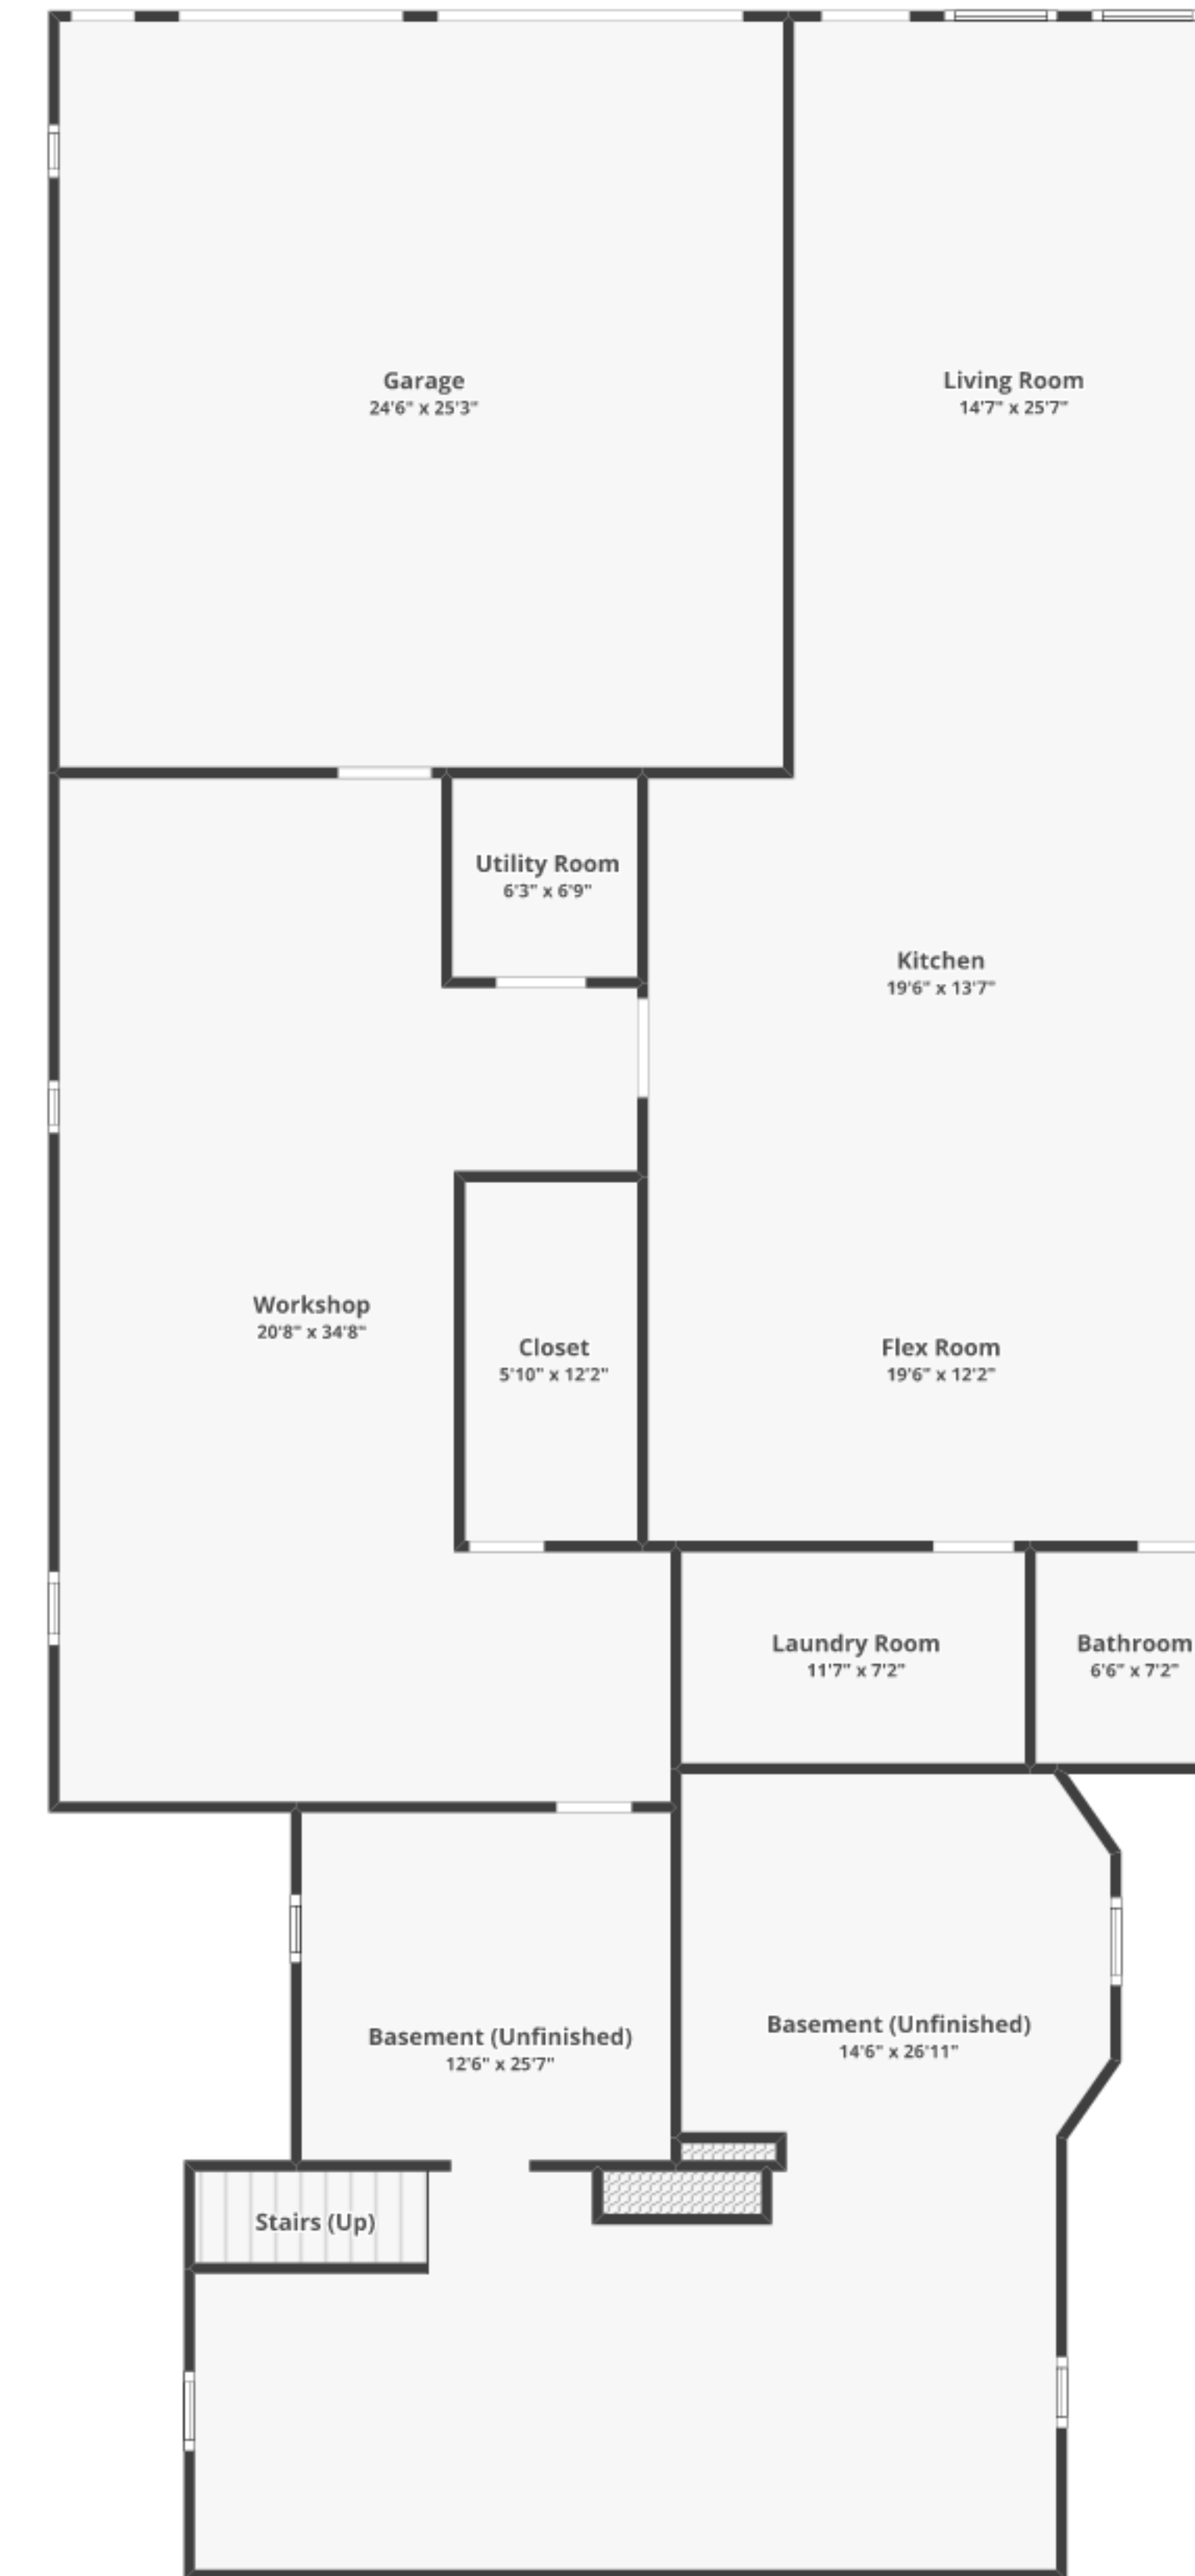 Garage
24'6" x 25'3"
Living Room
14'7" x 25'7"
Utility Room
6'3" x 6'9"
Kitchen
19'6" x 13'7"
Workshop
20'8" x 34'8"
Closet
5'10" x 12'2"
Flex Room
19'6" x 12'2"
Laundry Room
11'7" x 7'2"
Bathroom
6'6" x 7'2"
Basement (Unfinished)
12'6" x 25'7"
Basement (Unfinished)
14'6" x 26'11"
Stairs (Up)